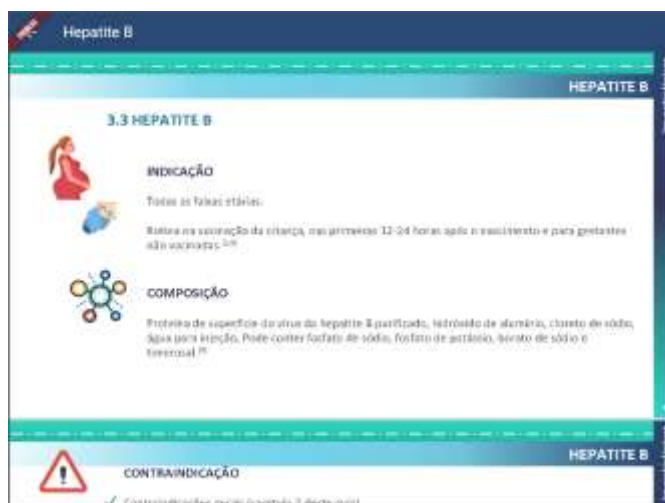 Hepatite B
HEPATITE B
3.3 HEPATITE B
INDICAÇÃO
Todas as faixas etárias.
Rotina na vacinação da criança, nas primeiras 12-24 horas após o nascimento e para gestantes
não vacinadas.
COMPOSIÇÃO
Proteína de superfície do vírus da hepatite B purificado, hidróxido de alumínio, cloreto de sódio,
água para injeção. Pode conter fosfato de sódio, fosfato de potássio, borato de sódio e
timerosal.
HEPATITE B
CONTRAINDICAÇÃO